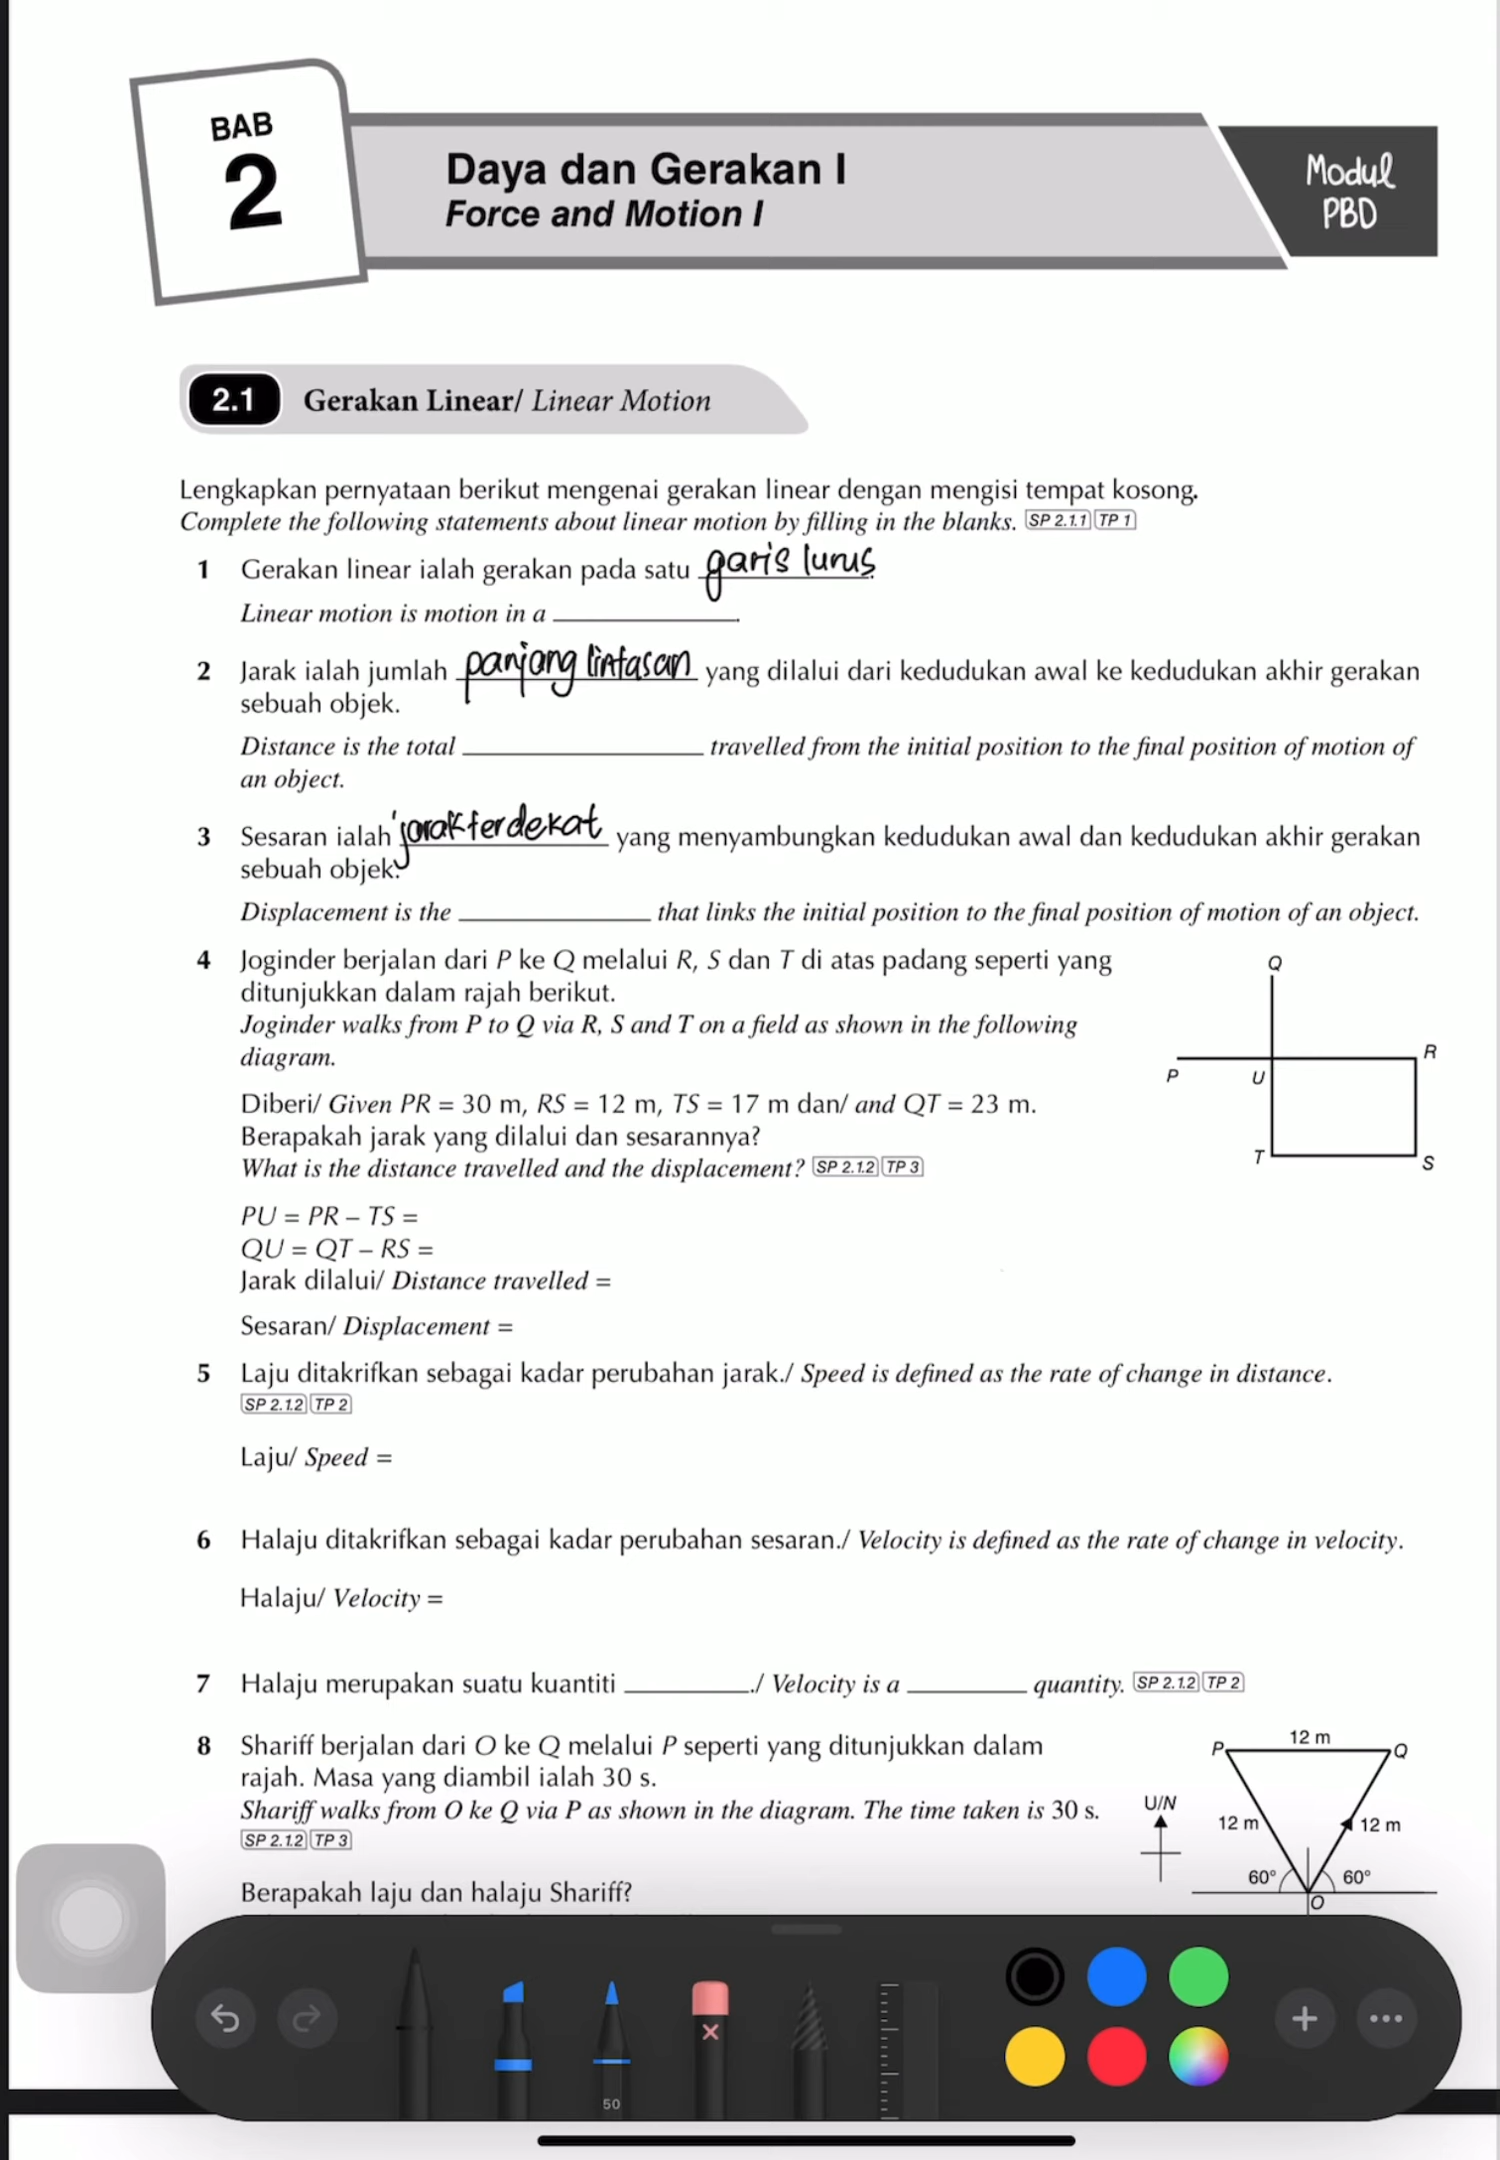 BAB
2
Daya dan Gerakan I
Force and Motion I
Modul
PBD
2.1 Gerakan Linear/ Linear Motion
Lengkapkan pernyataan berikut mengenai gerakan linear dengan mengisi tempat kosong.
Complete the following statements about linear motion by filling in the blanks. SP 2.1.1 TP 1
1 Gerakan linear ialah gerakan pada satu garis lurus.
Linear motion is motion in a ____________.
2 Jarak ialah jumlah panjang lintasan yang dilalui dari kedudukan awal ke kedudukan akhir gerakan
sebuah objek.
Distance is the total ____________ travelled from the initial position to the final position of motion of
an object.
3 Sesaran ialah jarak terdekat yang menyambungkan kedudukan awal dan kedudukan akhir gerakan
sebuah objek.
Displacement is the ____________ that links the initial position to the final position of motion of an object.
4 Joginder berjalan dari P ke Q melalui R, S dan T di atas padang seperti yang
ditunjukkan dalam rajah berikut.
Joginder walks from P to Q via R, S and T on a field as shown in the following
diagram.
Diberi/ Given PR = 30 m, RS = 12 m, TS = 17 m dan/ and QT = 23 m.
Berapakah jarak yang dilalui dan sesarannya?
What is the distance travelled and the displacement? SP 2.1.2 TP 3
Q
R
P
U
T
S
PU = PR – TS =
QU = QT – RS =
Jarak dilalui/ Distance travelled =
Sesaran/ Displacement =
5 Laju ditakrifkan sebagai kadar perubahan jarak./ Speed is defined as the rate of change in distance.
SP 2.1.2 TP 2
Laju/ Speed =
6 Halaju ditakrifkan sebagai kadar perubahan sesaran./ Velocity is defined as the rate of change in velocity.
Halaju/ Velocity =
7 Halaju merupakan suatu kuantiti ________./ Velocity is a ________ quantity. SP 2.1.2 TP 2
8 Shariff berjalan dari O ke Q melalui P seperti yang ditunjukkan dalam
rajah. Masa yang diambil ialah 30 s.
Shariff walks from O ke Q via P as shown in the diagram. The time taken is 30 s.
SP 2.1.2 TP 3
Berapakah laju dan halaju Shariff?
U/N
P
12 m
Q
12 m
12 m
60°
60°
O
50